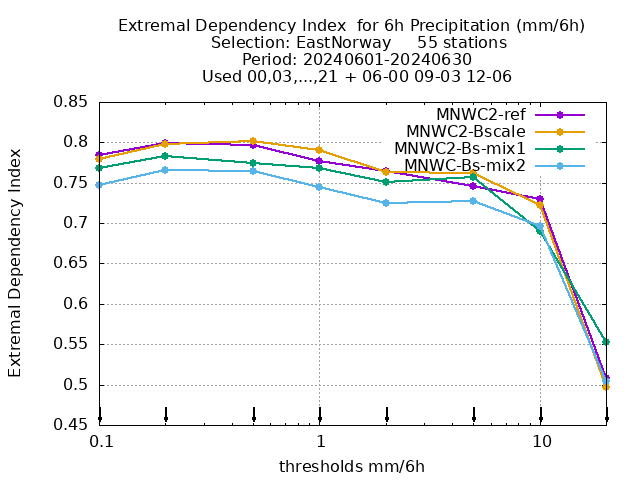 Extremal Dependency Index  for 6h Precipitation (mm/6h)
Selection: EastNorway     55 stations
Period: 20240601-20240630
Used 00,03,...,21 + 06-00 09-03 12-06
Extremal Dependency Index
0.85
0.8
0.75
0.7
0.65
0.6
0.55
0.5
0.45
MNWC2-ref
MNWC2-Bscale
MNWC2-Bs-mix1
MNWC-Bs-mix2
0.1
1
10
thresholds mm/6h